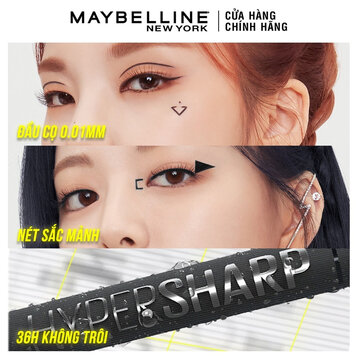 MAYBELLINE
NEW YORK
CỬA HÀNG
CHÍNH HÃNG
ĐẦU CỌ 0.01MM
NÉT SẮC MẢNH
HYPERSHARP
36H KHÔNG TRÔI